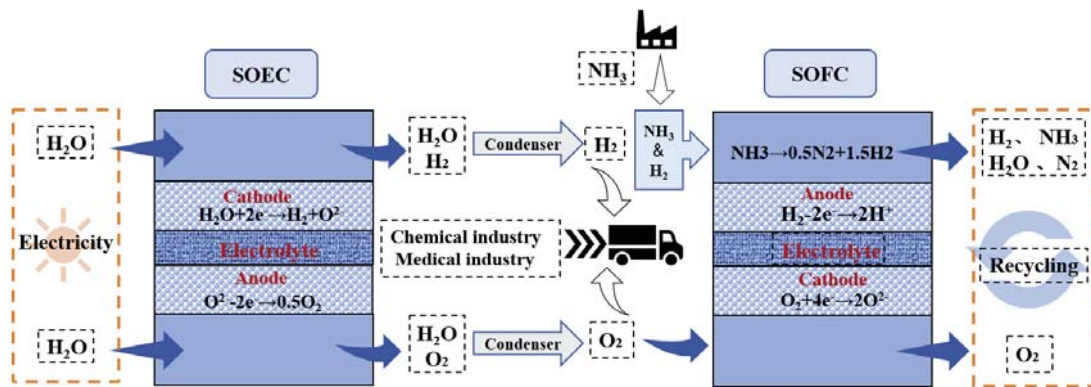 SOEC
SOFC
NH₃
H₂O
H₂O
H₂
Condenser
H₂
NH₃
&
H₂
NH3→0.5N2+1.5H2
H₂、 NH₃
H₂O 、N₂
Cathode
H₂O+2e⁻→H₂+O²⁻
Anode
H₂-2e⁻→2H⁺
Electricity
Electrolyte
Chemical industry
Medical industry
Electrolyte
Recycling
Anode
O²⁻-2e⁻→0.5O₂
Cathode
O₂+4e⁻→2O²⁻
H₂O
H₂O
O₂
Condenser
O₂
O₂